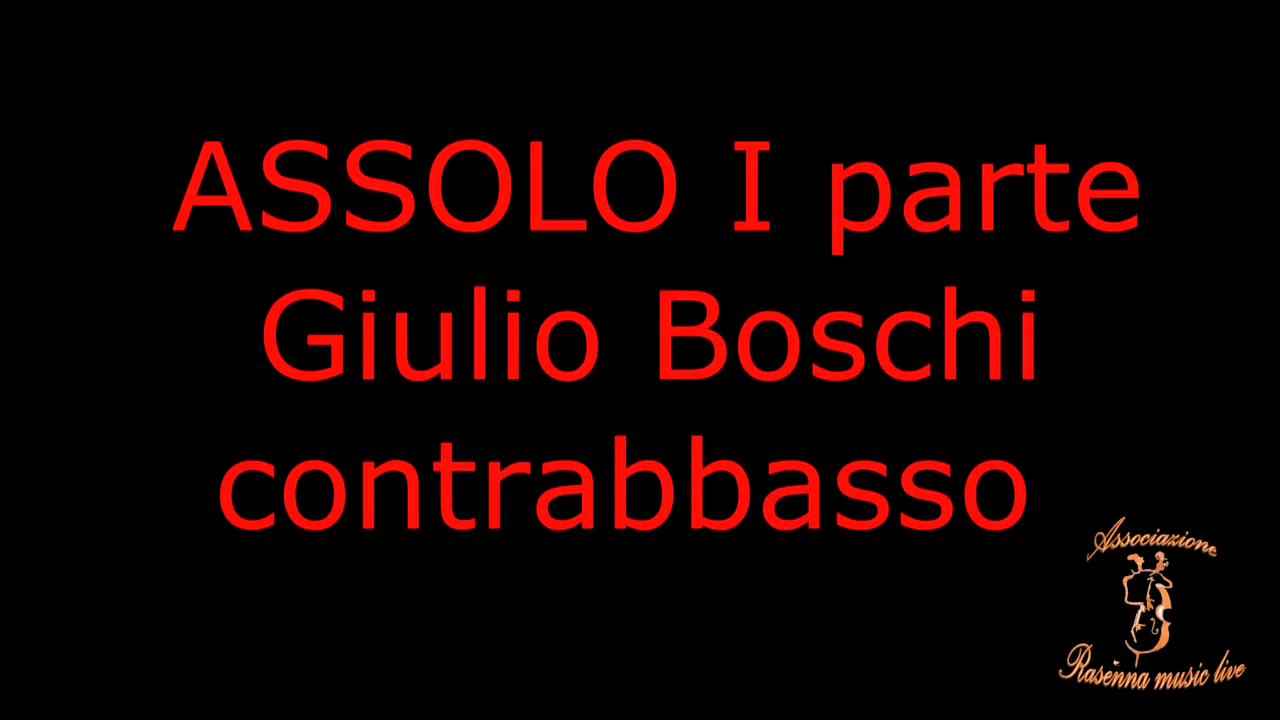 ASSOLO I parte
Giulio Boschi
contrabbasso
Associazione
Rasenna music live